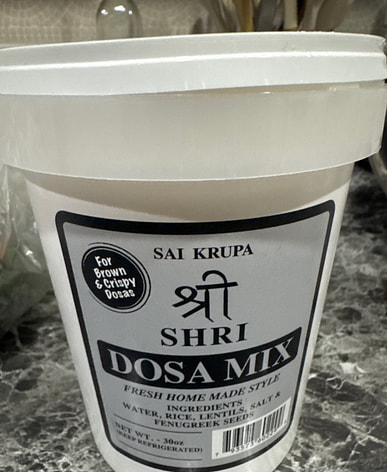 SAI KRUPA
For
Brown
& Crispy
Dosas
श्री
SHRI
DOSA MIX
FRESH HOME MADE STYLE
INGREDIENTS
WATER, RICE, LENTILS, SALT &
FENUGREEK SEEDS
NET WT. - 30oz
(KEEP REFRIGERATED)